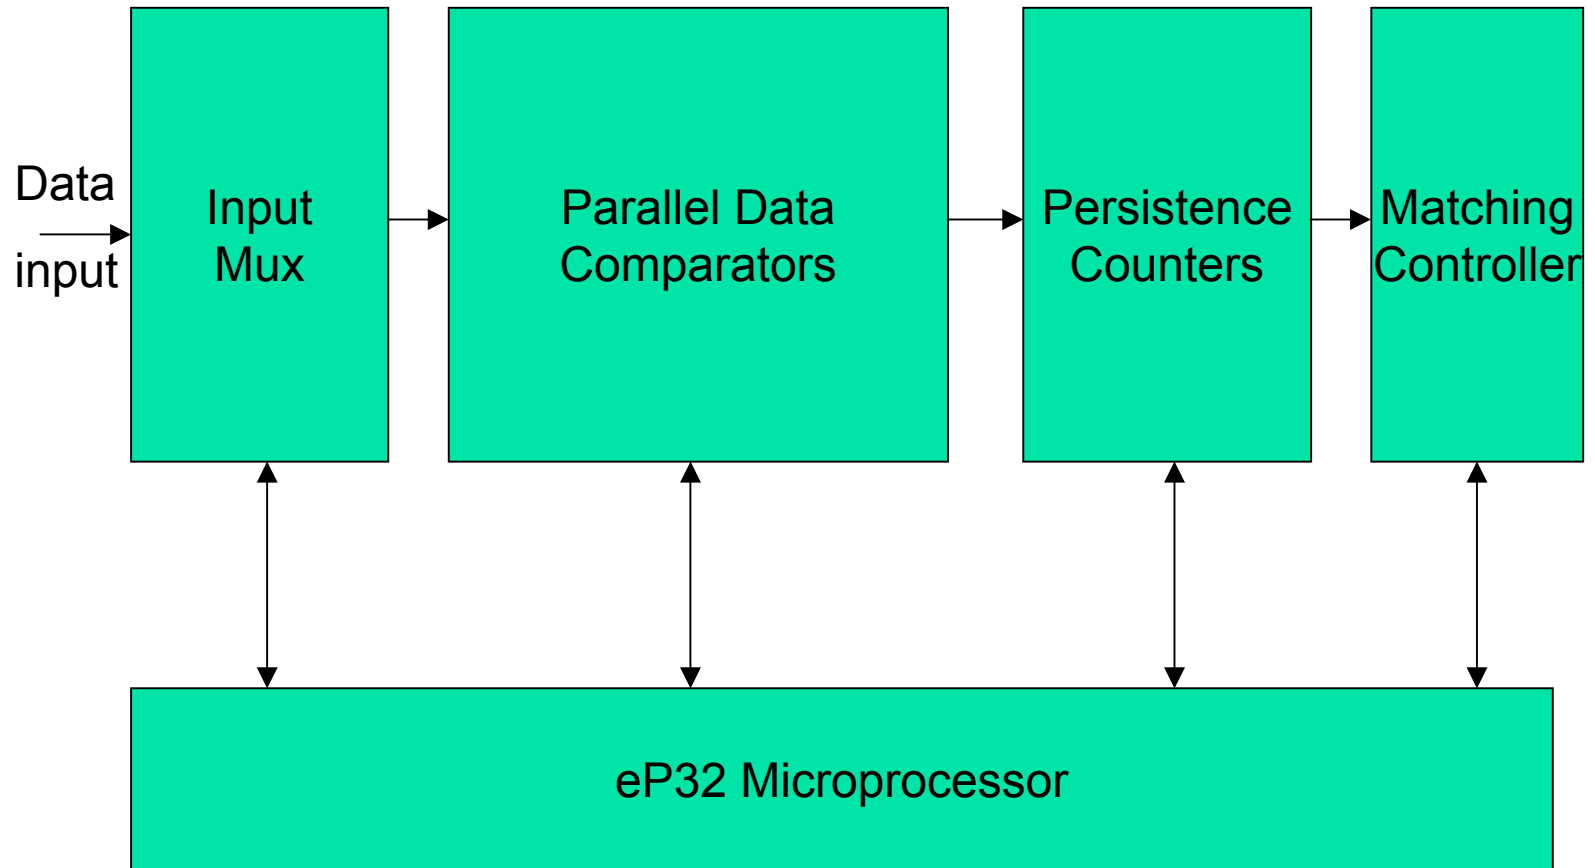 Data
input
Input
Mux
Parallel Data
Comparators
Persistence
Counters
Matching
Controller
eP32 Microprocessor